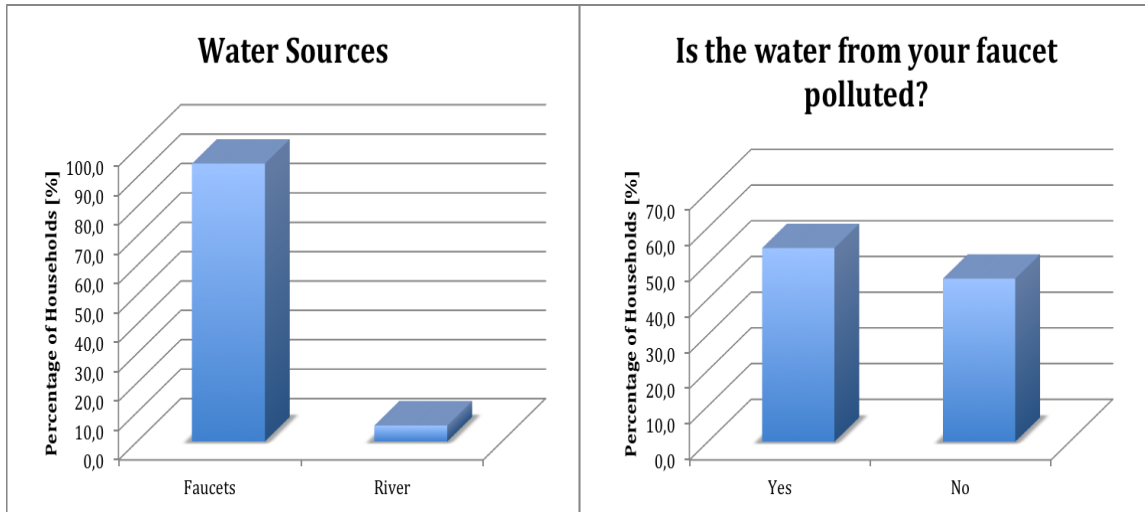 Water Sources
Percentage of Households [%]
100,0
90,0
80,0
70,0
60,0
50,0
40,0
30,0
20,0
10,0
0,0
Faucets
River
Is the water from your faucet
polluted?
Percentage of Households [%]
70,0
60,0
50,0
40,0
30,0
20,0
10,0
0,0
Yes
No